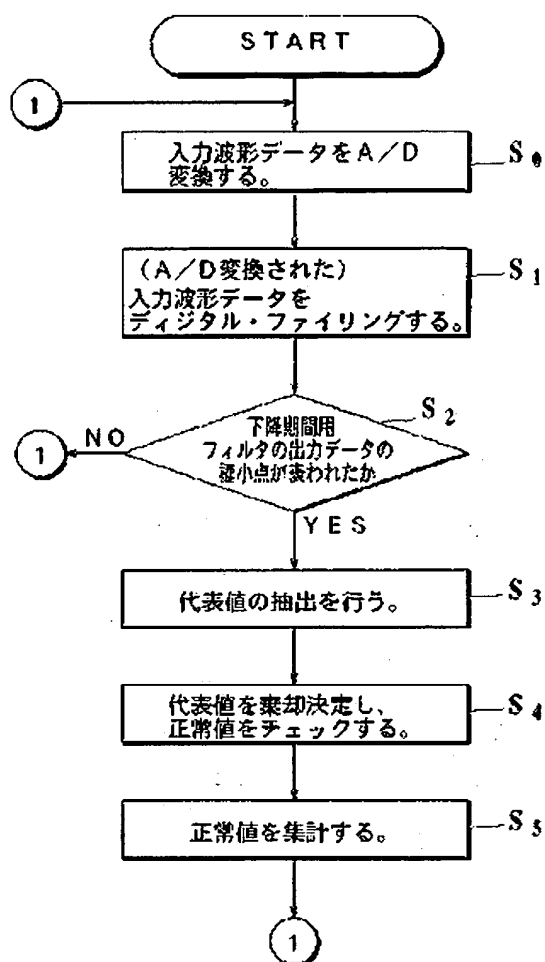 START
1
入力波形データをA/D
変換する。
S0
(A/D変換された)
入力波形データを
ディジタル・ファイリングする。
S1
下降期間用
フィルタの出力データの
極小点が表われたか
S2
NO
1
YES
代表値の抽出を行う。
S3
代表値を棄却決定し、
正常値をチェックする。
S4
正常値を集計する。
S5
1